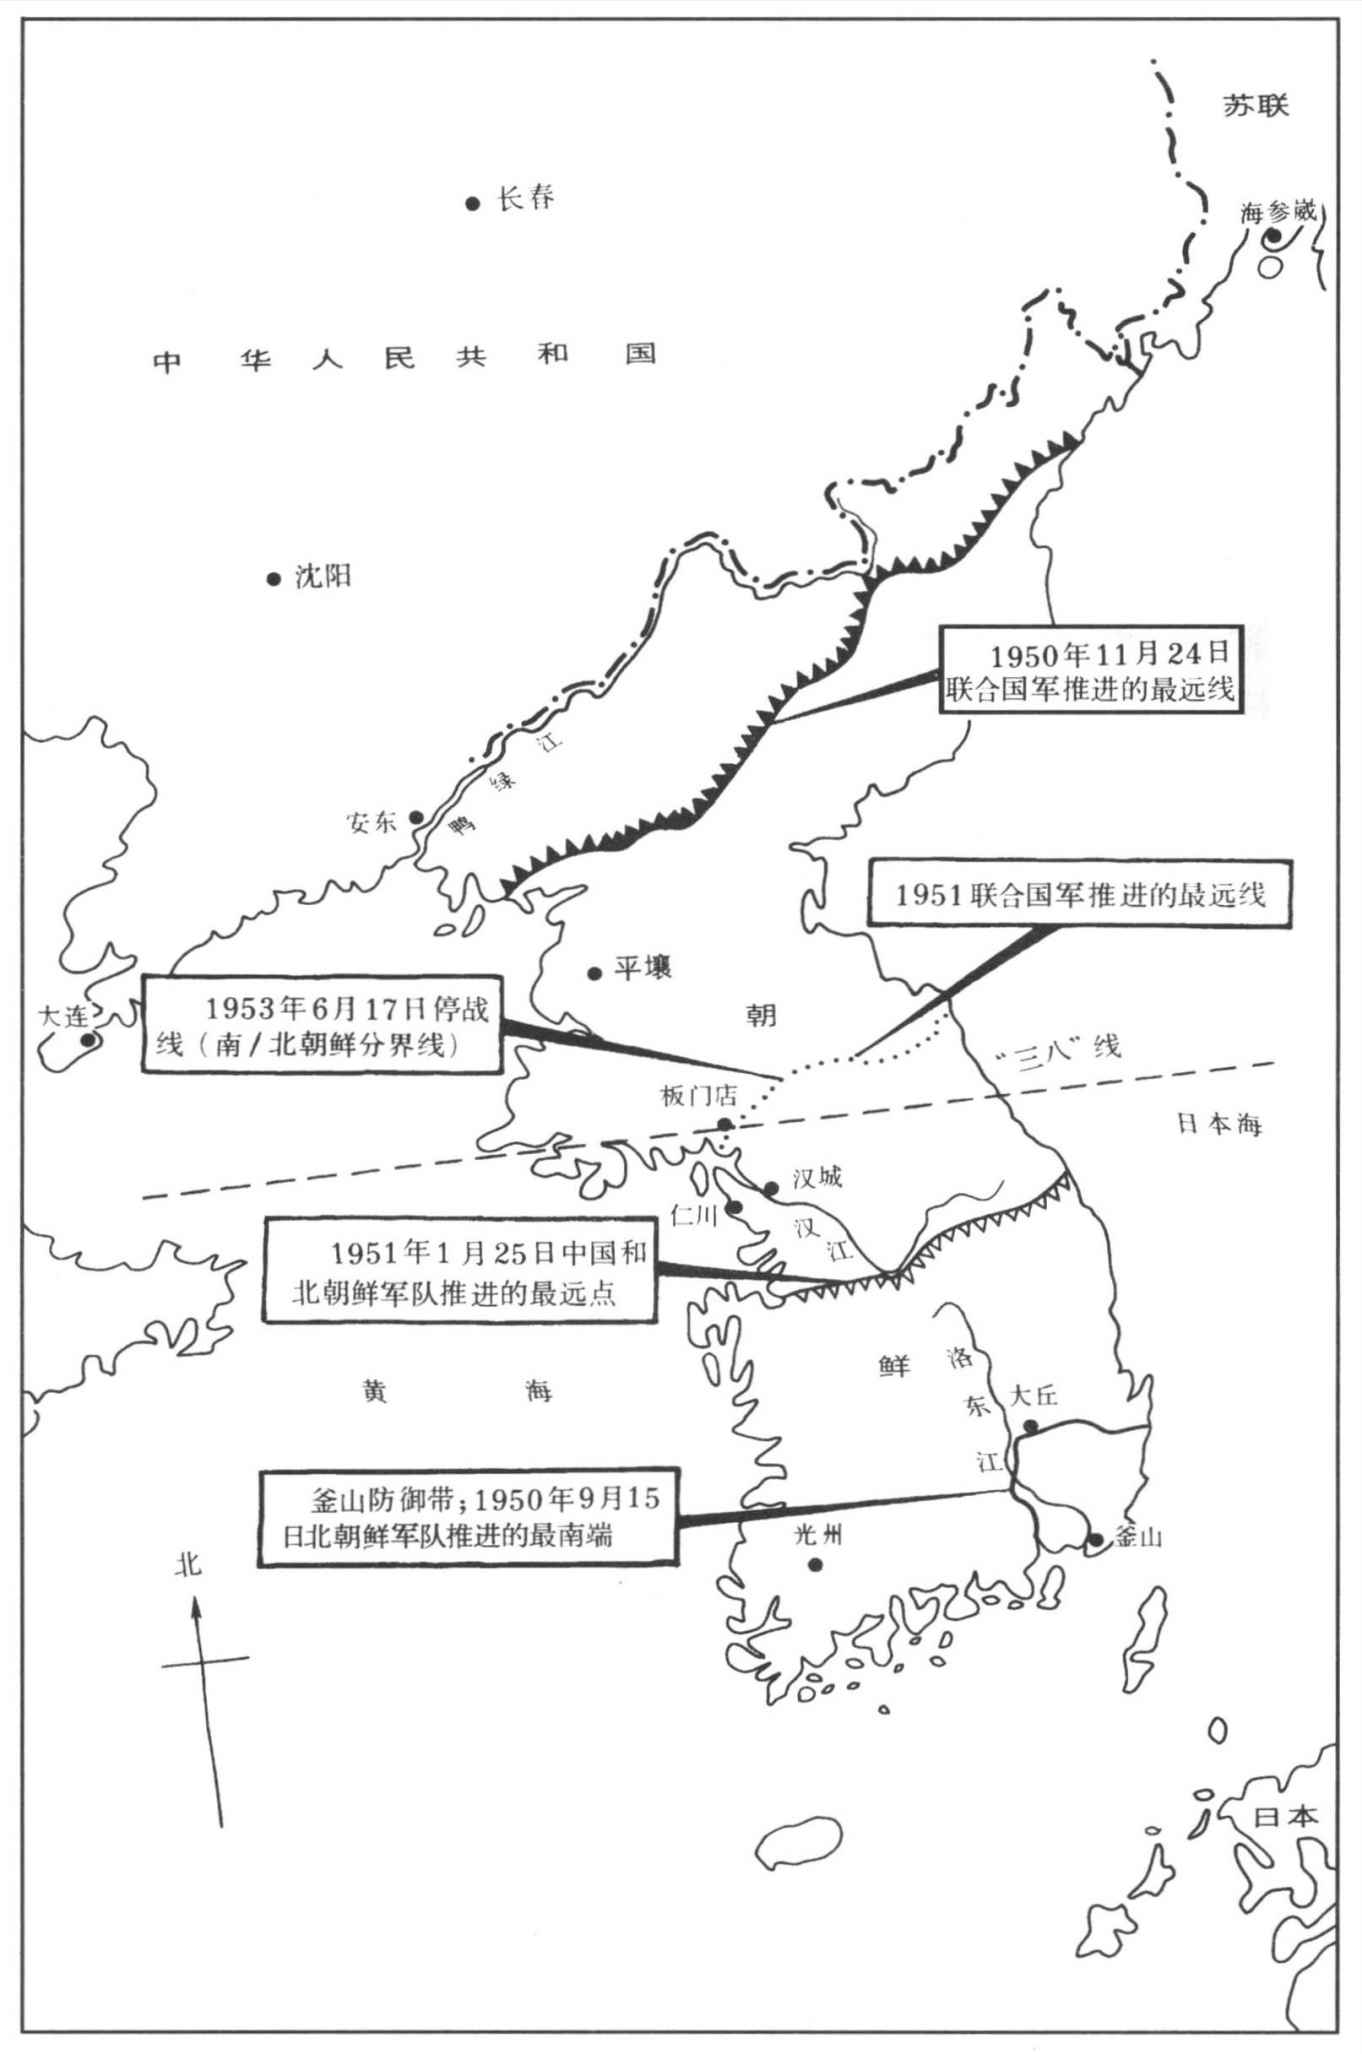 苏联
长春
海参崴
中华人民共和国
沈阳
1950年11月24日
联合国军推进的最远线
鸭绿江
安东
1951联合国军推进的最远线
平壤
1953年6月17日停战
线(南/北朝鲜分界线)
大连
朝
“三八”线
板门店
日本海
汉城
仁川
汉江
1951年1月25日中国和
北朝鲜军队推进的最远点
鲜
洛东江
大丘
黄海
釜山防御带;1950年9月15
日北朝鲜军队推进的最南端
光州
釜山
北
日本